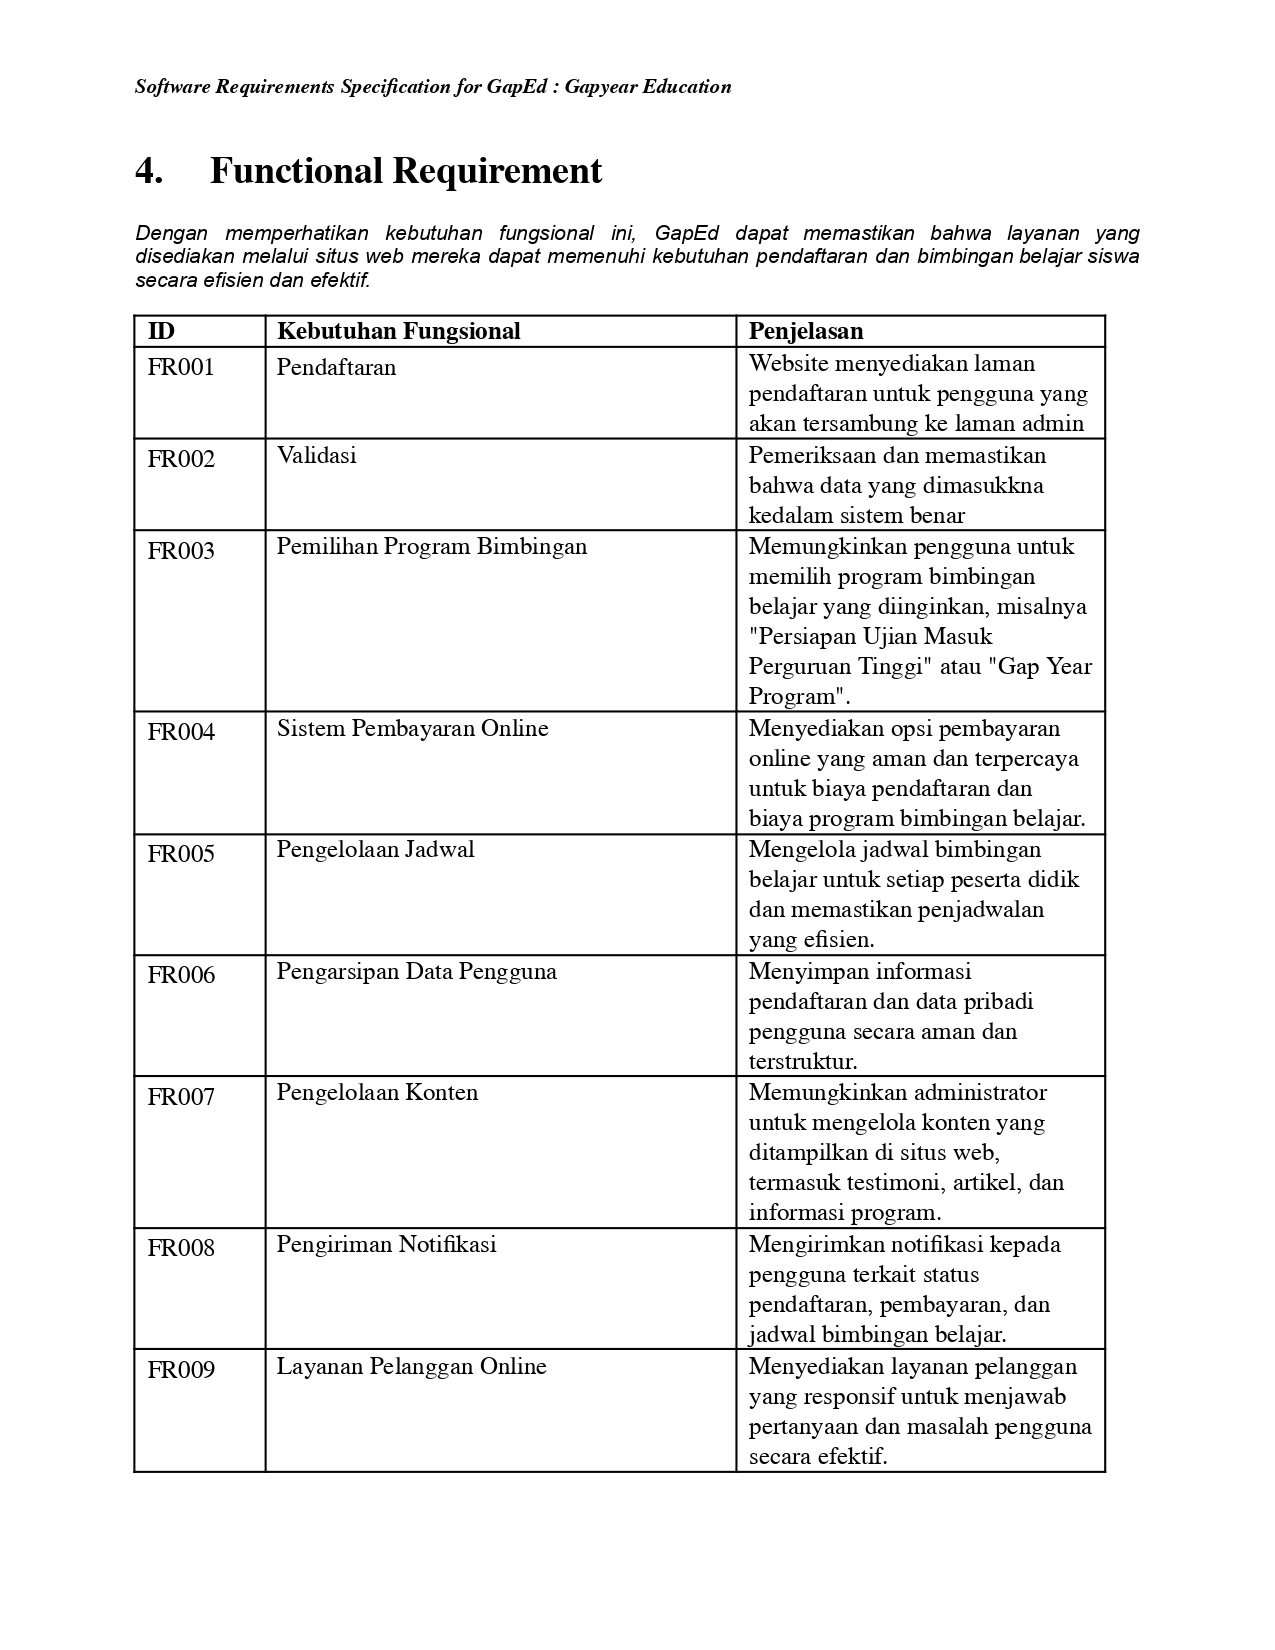 Software Requirements Specification for GapEd : Gapyear Education
4. Functional Requirement
Dengan memperhatikan kebutuhan fungsional ini, GapEd dapat memastikan bahwa layanan yang
disediakan melalui situs web mereka dapat memenuhi kebutuhan pendaftaran dan bimbingan belajar siswa
secara efisien dan efektif.
ID Kebutuhan Fungsional Penjelasan
FR001 Pendaftaran Website menyediakan laman
pendaftaran untuk pengguna yang
akan tersambung ke laman admin
FR002 Validasi Pemeriksaan dan memastikan
bahwa data yang dimasukkna
kedalam sistem benar
FR003 Pemilihan Program Bimbingan Memungkinkan pengguna untuk
memilih program bimbingan
belajar yang diinginkan, misalnya
"Persiapan Ujian Masuk
Perguruan Tinggi" atau "Gap Year
Program".
FR004 Sistem Pembayaran Online Menyediakan opsi pembayaran
online yang aman dan terpercaya
untuk biaya pendaftaran dan
biaya program bimbingan belajar.
FR005 Pengelolaan Jadwal Mengelola jadwal bimbingan
belajar untuk setiap peserta didik
dan memastikan penjadwalan
yang efisien.
FR006 Pengarsipan Data Pengguna Menyimpan informasi
pendaftaran dan data pribadi
pengguna secara aman dan
terstruktur.
FR007 Pengelolaan Konten Memungkinkan administrator
untuk mengelola konten yang
ditampilkan di situs web,
termasuk testimoni, artikel, dan
informasi program.
FR008 Pengiriman Notifikasi Mengirimkan notifikasi kepada
pengguna terkait status
pendaftaran, pembayaran, dan
jadwal bimbingan belajar.
FR009 Layanan Pelanggan Online Menyediakan layanan pelanggan
yang responsif untuk menjawab
pertanyaan dan masalah pengguna
secara efektif.